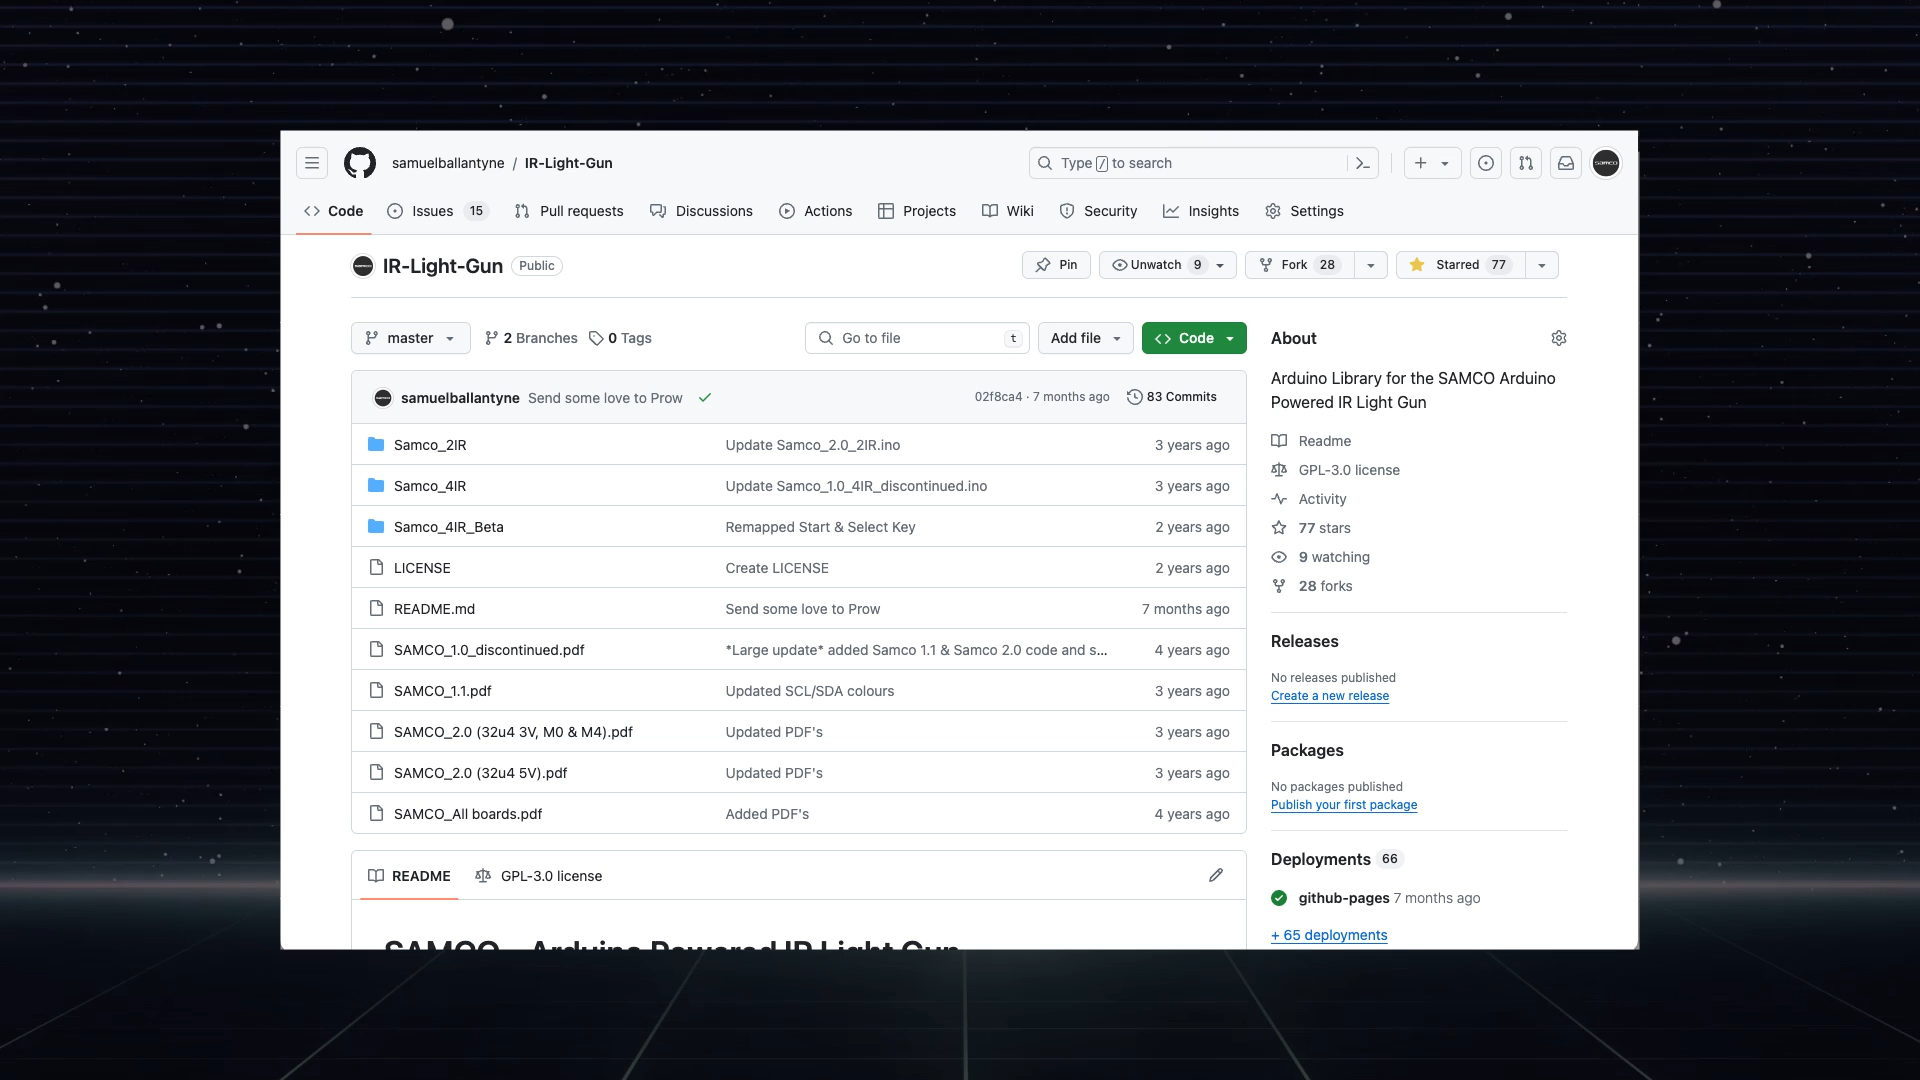 samuelballantyne / IR-Light-Gun
Type / to search
Code
Issues 15
Pull requests
Discussions
Actions
Projects
Wiki
Security
Insights
Settings
IR-Light-Gun Public
Pin
Unwatch 9
Fork 28
Starred 77
master
2 Branches
0 Tags
Go to file t
Add file
Code
samuelballantyne Send some love to Prow 02f8ca4 · 7 months ago 83 Commits
Samco_2IR Update Samco_2.0_2IR.ino 3 years ago
Samco_4IR Update Samco_1.0_4IR_discontinued.ino 3 years ago
Samco_4IR_Beta Remapped Start & Select Key 2 years ago
LICENSE Create LICENSE 2 years ago
README.md Send some love to Prow 7 months ago
SAMCO_1.0_discontinued.pdf *Large update* added Samco 1.1 & Samco 2.0 code and s... 4 years ago
SAMCO_1.1.pdf Updated SCL/SDA colours 3 years ago
SAMCO_2.0 (32u4 3V, M0 & M4).pdf Updated PDF's 3 years ago
SAMCO_2.0 (32u4 5V).pdf Updated PDF's 3 years ago
SAMCO_All boards.pdf Added PDF's 4 years ago
README
GPL-3.0 license
SAMCO - Arduino Powered IR Light Gun
About
Arduino Library for the SAMCO Arduino
Powered IR Light Gun
Readme
GPL-3.0 license
Activity
77 stars
9 watching
28 forks
Releases
No releases published
Create a new release
Packages
No packages published
Publish your first package
Deployments 66
github-pages 7 months ago
+ 65 deployments